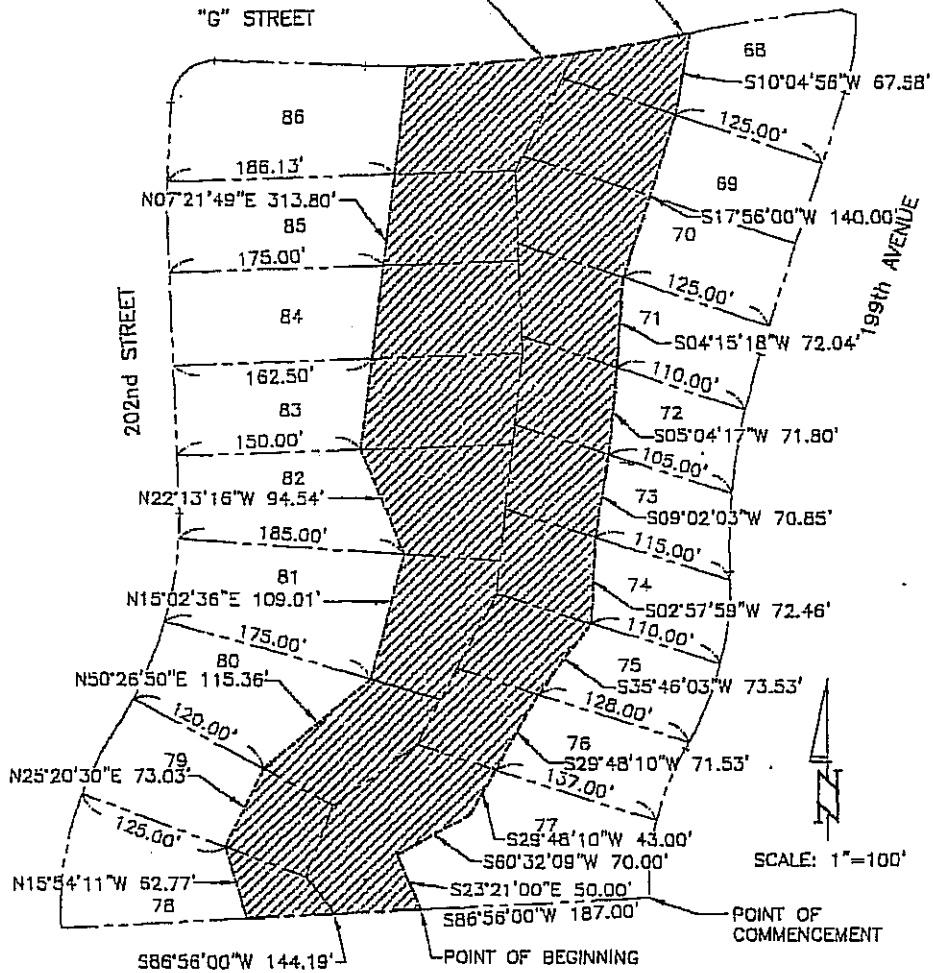 "G" STREET
68
S10°04'56"W 67.58'
86
125.00'
186.13'
69
N07°21'49"E 313.80'
S17°56'00"W 140.00'
85
70
199th AVENUE
175.00'
125.00'
202nd STREET
84
71
S04°15'18"W 72.04'
162.50'
110.00'
83
72
S05°04'17"W 71.80'
150.00'
105.00'
82
73
N22°13'16"W 94.54'
S09°02'03"W 70.85'
185.00'
115.00'
81
74
N15°02'36"E 109.01'
S02°57'59"W 72.46'
175.00'
110.00'
80
75
N50°26'50"E 115.36'
S35°46'03"W 73.53'
120.00'
128.00'
79
76
N25°20'30"E 73.03'
S29°48'10"W 71.53'
137.00'
125.00'
77
S29°48'10"W 43.00'
S60°32'09"W 70.00'
SCALE: 1"=100'
N15°54'11"W 62.77'
S23°21'00"E 50.00'
78
S86°56'00"W 187.00'
POINT OF
COMMENCEMENT
S86°56'00"W 144.19'
POINT OF BEGINNING
N